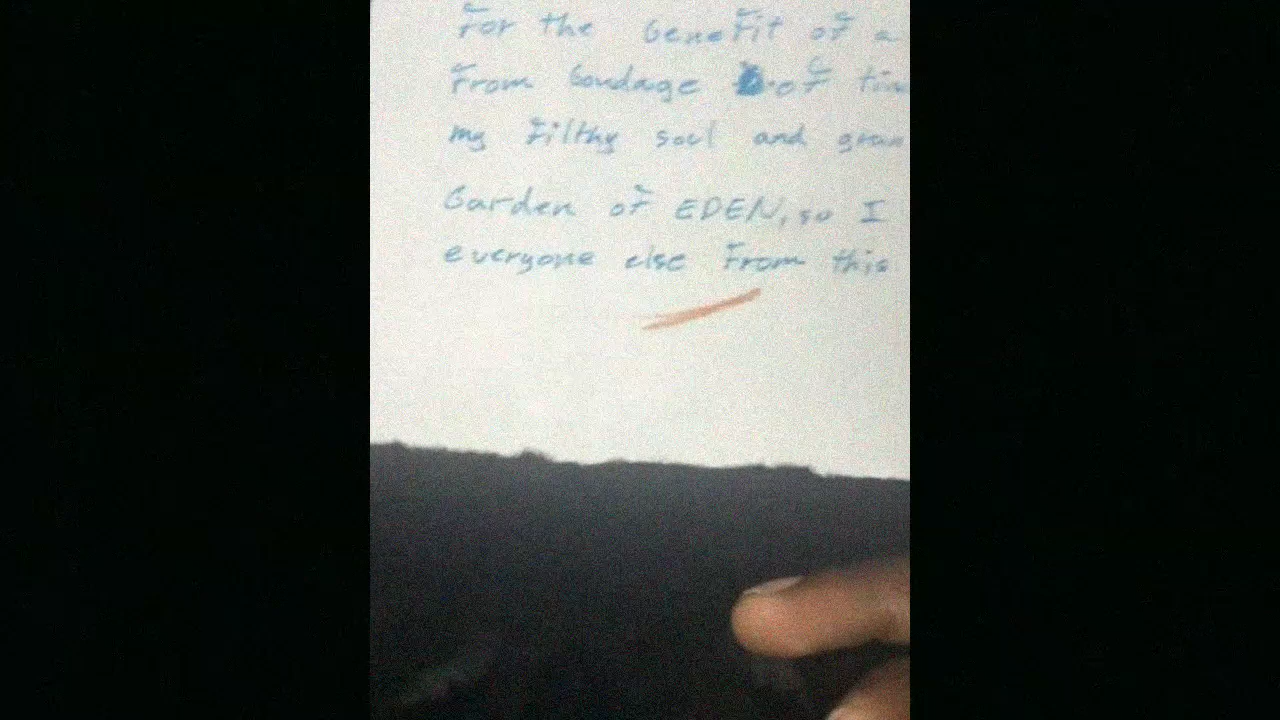 For the benefit of a
From bondage of
my Filthy soul and
Garden of EDEN, so I
everyone else From this